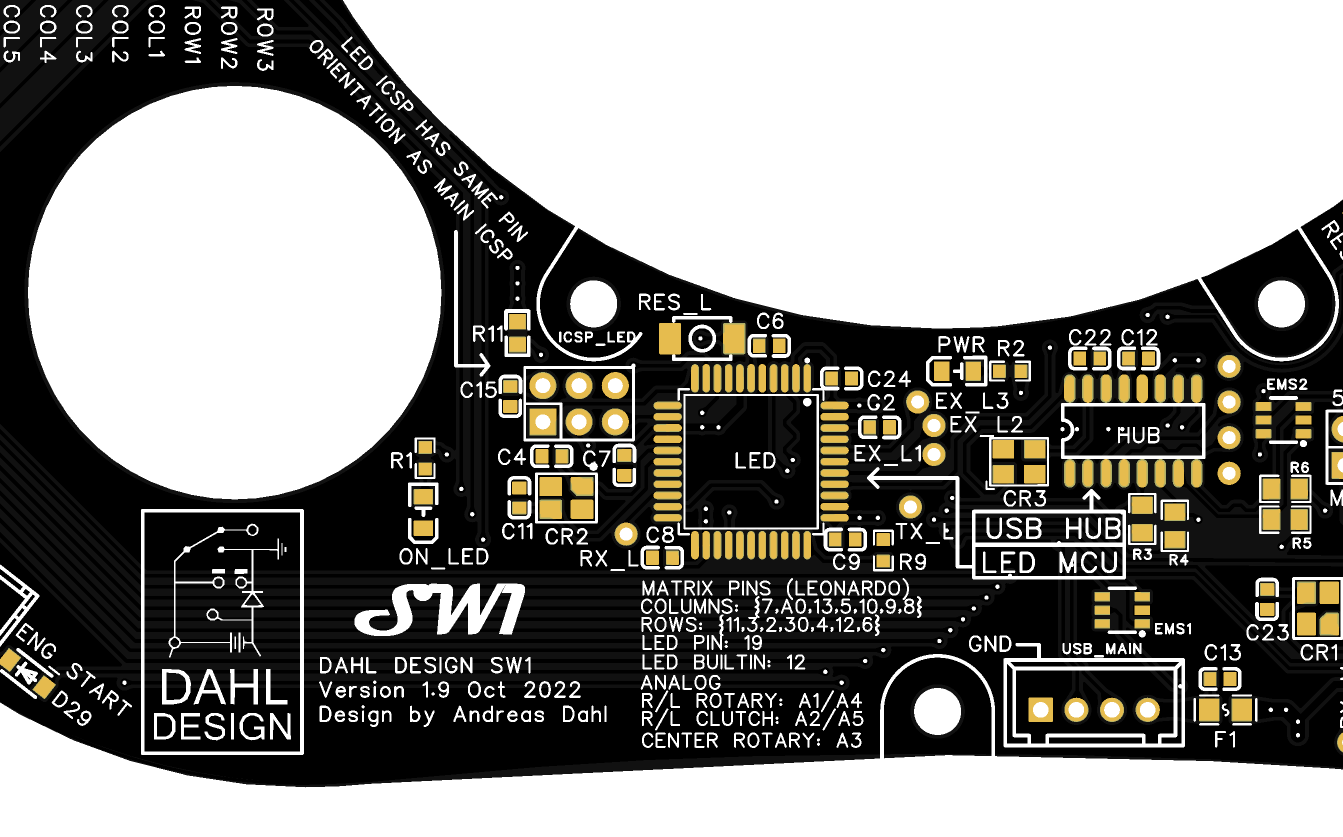 COL5
COL4
COL3
COL2
COL1
ROW1
ROW2
ROW3
LED ICSP HAS SAME PIN
ORIENTATION AS MAIN ICSP
RES_L
R11
ICSP_LED
C6
PWR
R2
C22
C12
C15
C24
C2
EX_L3
EX_L2
EX_L1
EMS2
HUB
LED
R1
C4
C7
CR3
R6
C11
CR2
TX_L
USB HUB
LED MCU
R3
R4
R5
ON_LED
RX_L
C8
C9
R9
SW1
MATRIX PINS (LEONARDO)
COLUMNS: }7,A0,13,5,10,9,8}
ROWS: }11,3,2,30,4,12,6}
LED PIN: 19
LED BUILTIN: 12
ANALOG
R/L ROTARY: A1/A4
R/L CLUTCH: A2/A5
CENTER ROTARY: A3
EMS1
C23
CR1
GND
USB_MAIN
C13
F1
ENG_START
D29
DAHL
DESIGN
DAHL DESIGN SW1
Version 1.9 Oct 2022
Design by Andreas Dahl